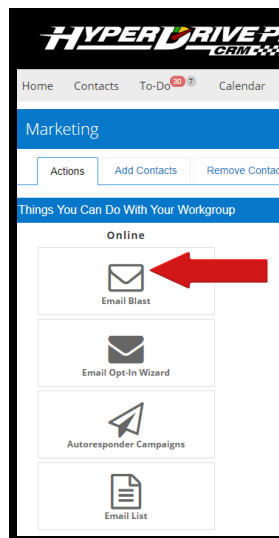 HYPERDRIVE
CRM
Home Contacts To-Do 30 7 Calendar
Marketing
Actions Add Contacts Remove Contac
Things You Can Do With Your Workgroup
Online
Email Blast
Email Opt-In Wizard
Autoresponder Campaigns
Email List